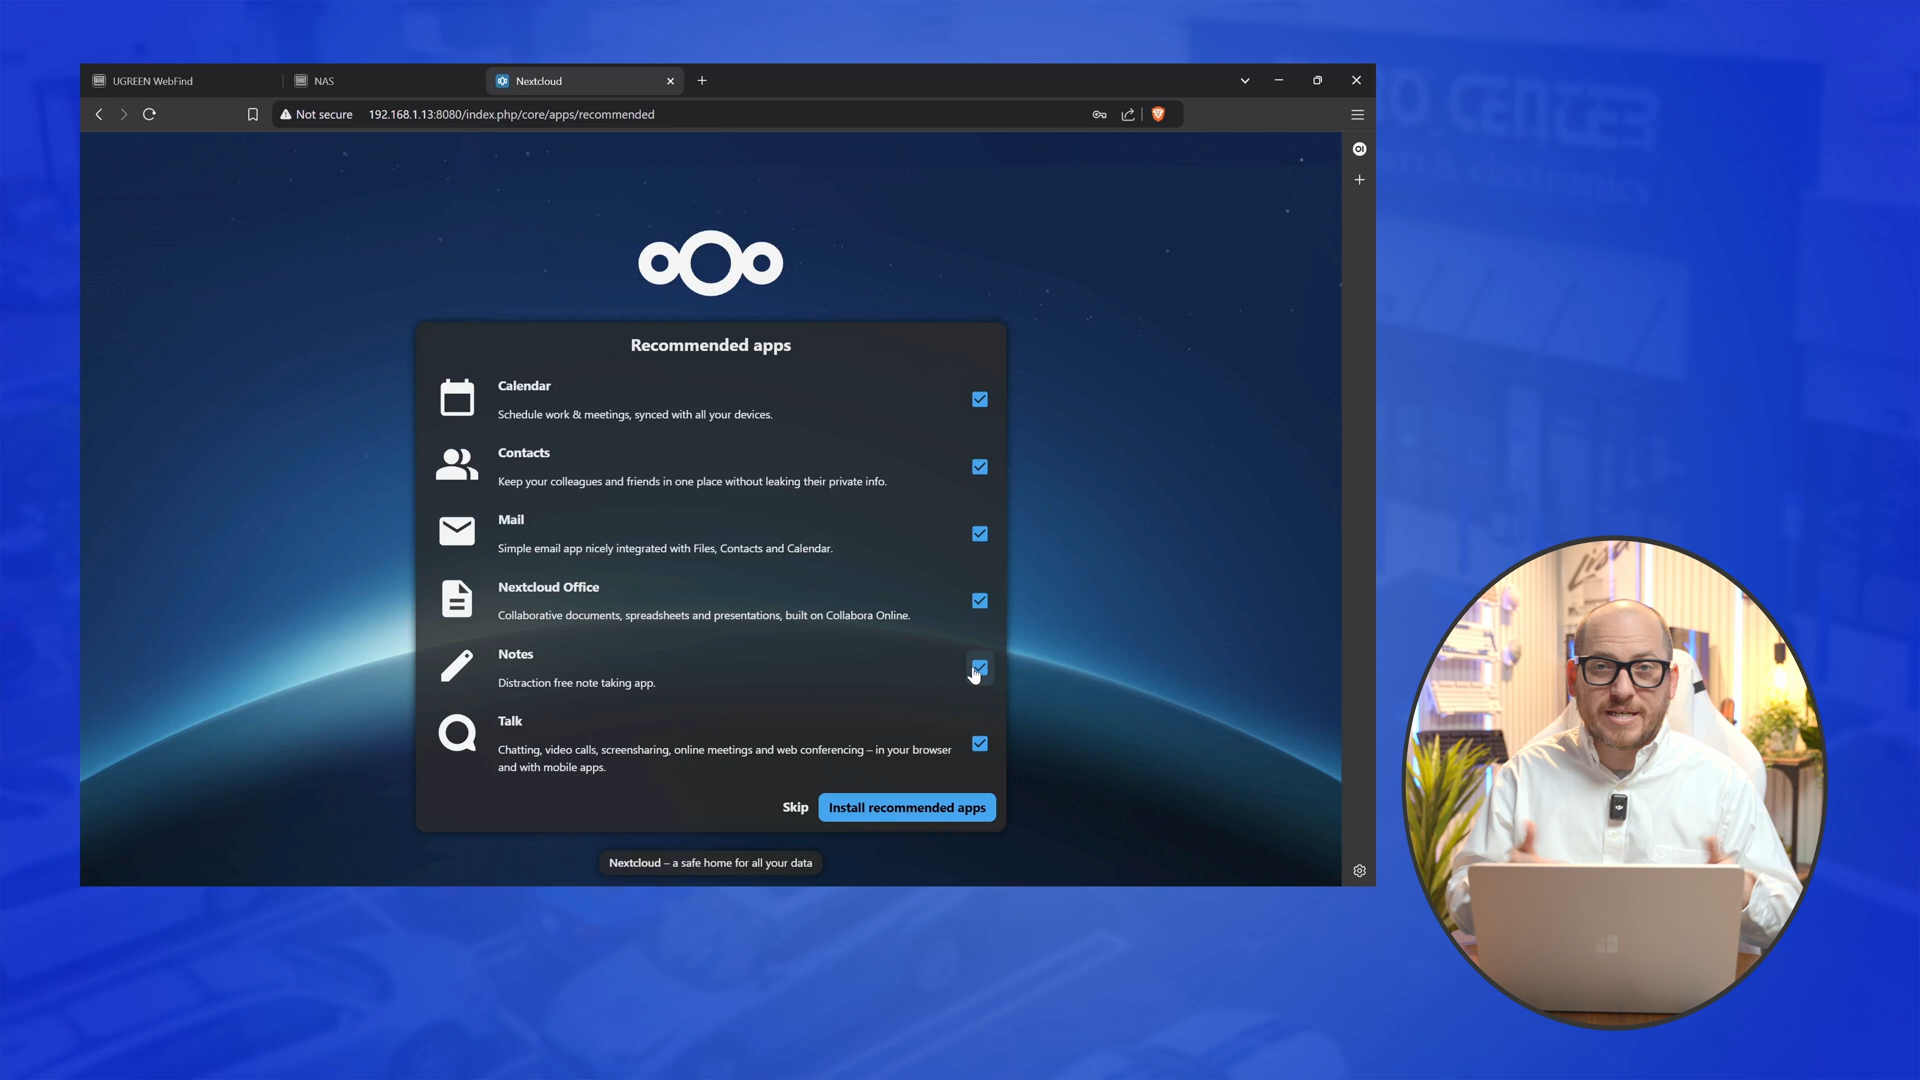 RO CENTER
rs & electronics
UGREEN WebFind
NAS
Nextcloud
Not secure
192.168.1.13:8080/index.php/core/apps/recommended
Recommended apps
Calendar
Schedule work & meetings, synced with all your devices.
Contacts
Keep your colleagues and friends in one place without leaking their private info.
Mail
Simple email app nicely integrated with Files, Contacts and Calendar.
Nextcloud Office
Collaborative documents, spreadsheets and presentations, built on Collabora Online.
Notes
Distraction free note taking app.
Talk
Chatting, video calls, screensharing, online meetings and web conferencing – in your browser
and with mobile apps.
Skip
Install recommended apps
Nextcloud – a safe home for all your data